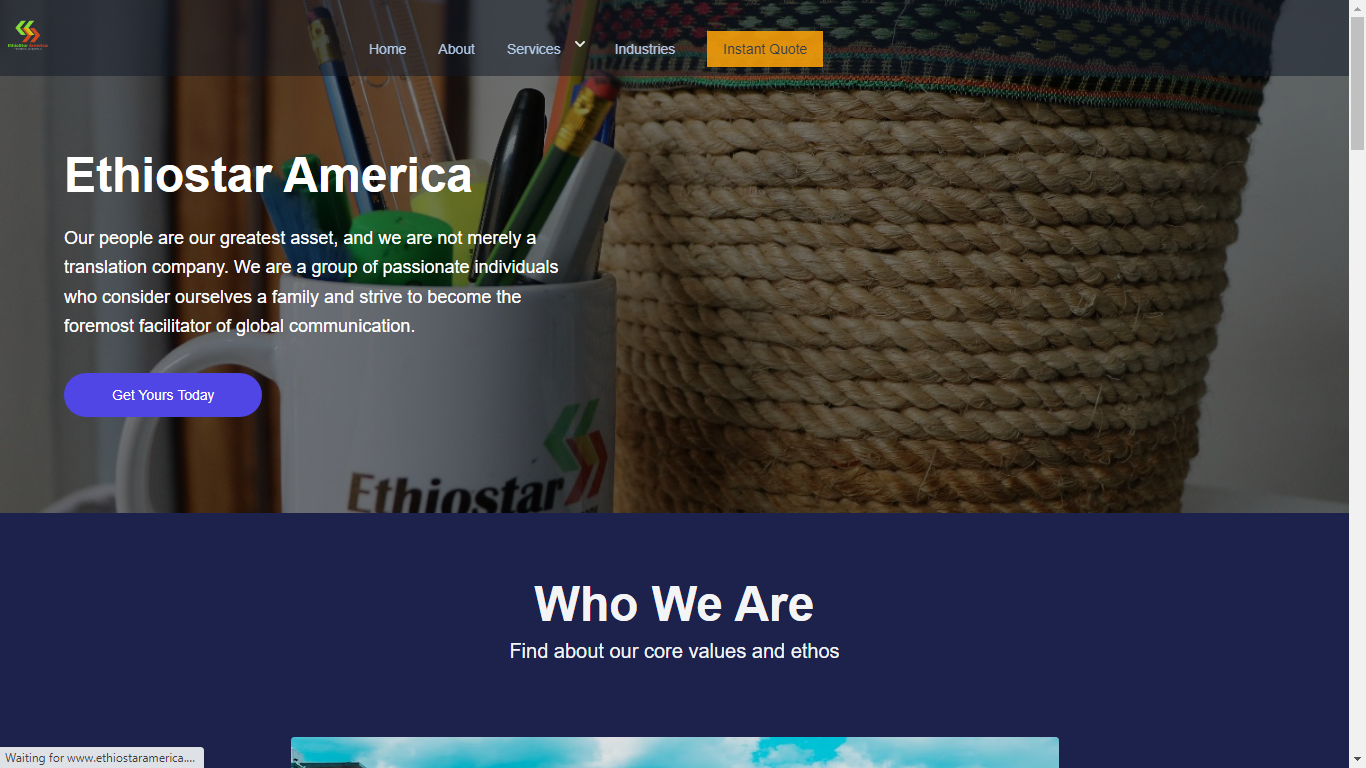 EthioStar America
Home
About
Services
Industries
Instant Quote
Ethiostar America
Our people are our greatest asset, and we are not merely a
translation company. We are a group of passionate individuals
who consider ourselves a family and strive to become the
foremost facilitator of global communication.
Get Yours Today
Ethiostar
Who We Are
Find about our core values and ethos
Waiting for www.ethiostaramerica....